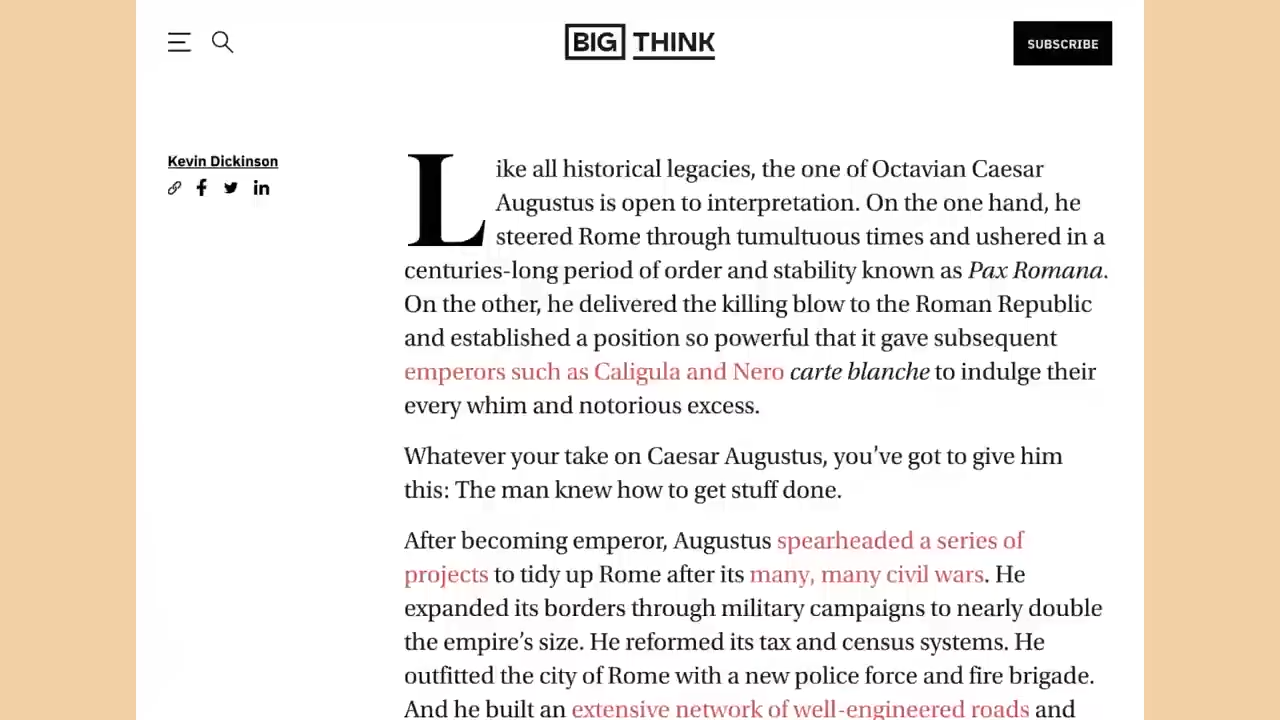 BIG THINK
SUBSCRIBE
Kevin Dickinson
Like all historical legacies, the one of Octavian Caesar
Augustus is open to interpretation. On the one hand, he
steered Rome through tumultuous times and ushered in a
centuries-long period of order and stability known as Pax Romana.
On the other, he delivered the killing blow to the Roman Republic
and established a position so powerful that it gave subsequent
emperors such as Caligula and Nero carte blanche to indulge their
every whim and notorious excess.
Whatever your take on Caesar Augustus, you’ve got to give him
this: The man knew how to get stuff done.
After becoming emperor, Augustus spearheaded a series of
projects to tidy up Rome after its many, many civil wars. He
expanded its borders through military campaigns to nearly double
the empire’s size. He reformed its tax and census systems. He
outfitted the city of Rome with a new police force and fire brigade.
And he built an extensive network of well-engineered roads and